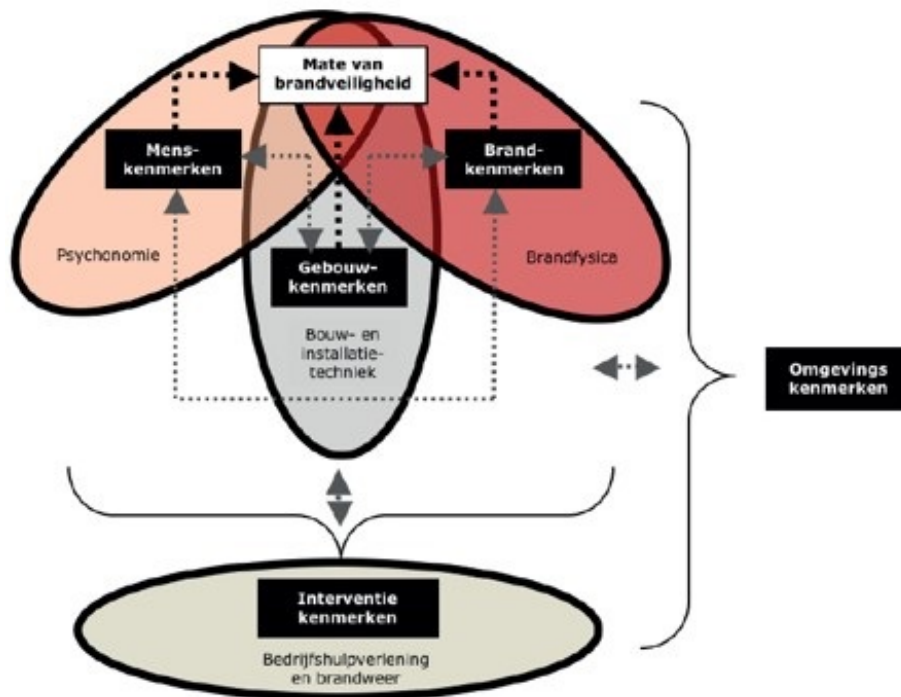 Mate van
brandveiligheid
Mens-
kenmerken
Brand-
kenmerken
Psychonomie
Gebouw-
kenmerken
Brandfysica
Bouw- en
installatie-
techniek
Omgevings
kenmerken
Interventie
kenmerken
Bedrijfshulpverlening
en brandweer